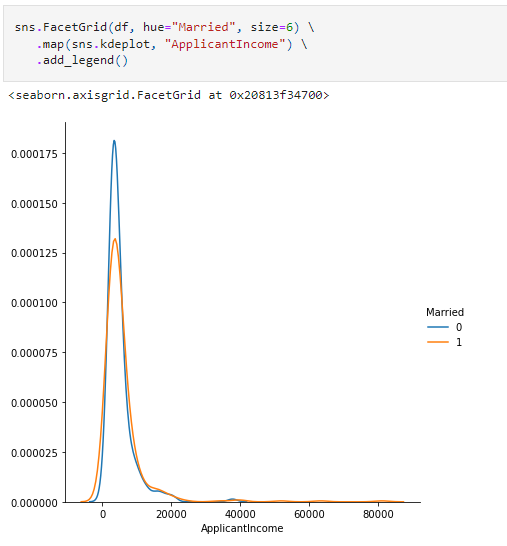 sns.FacetGrid(df, hue="Married", size=6) \
   .map(sns.kdeplot, "ApplicantIncome") \
   .add_legend()
<seaborn.axisgrid.FacetGrid at 0x20813f34700>
0.000175
0.000150
0.000125
0.000100
0.000075
0.000050
0.000025
0.000000
0 20000 40000 60000 80000
ApplicantIncome
Married
0
1